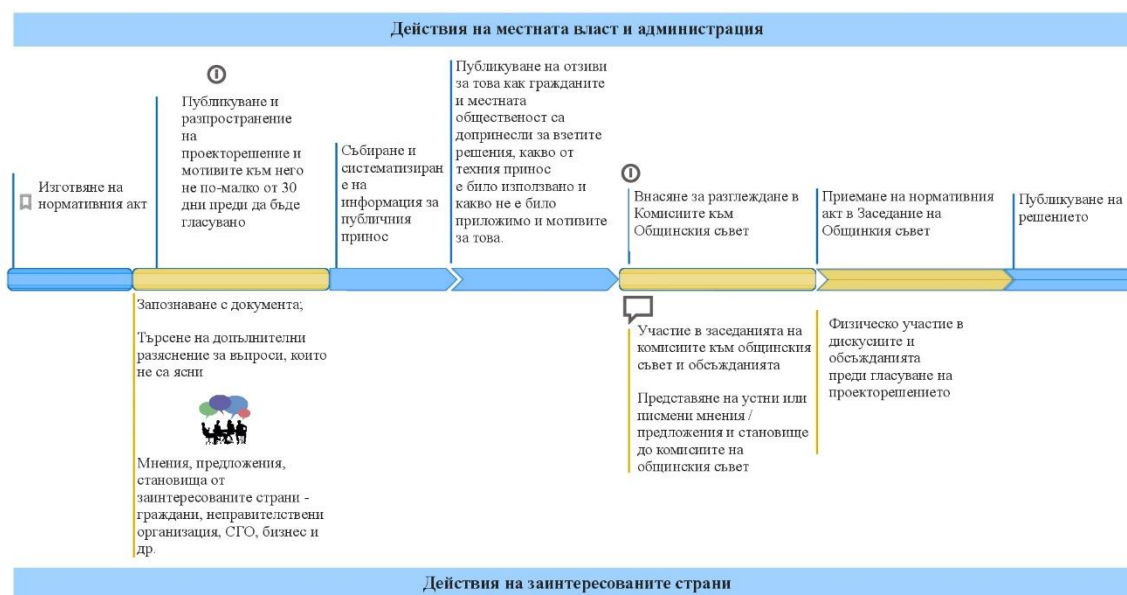 Действия на местната власт и администрация
Изготвяне на
нормативния акт
Публикуване и
разпространение
на
проекторешение и
мотивите към него
не по-малко от 30
дни преди да бъде
гласувано
Събиране и
систематизиран
е на
информация за
публичния
принос
Публикуване на отзиви
за това как гражданите
и местната
общественост са
допринесли за взетите
решения, какво от
техния принос
е било използвано и
какво не е било
приложимо и мотивите
за това.
Внасяне за разглеждане в
Комисиите към
Общинския съвет
Приемане на нормативния
акт в Заседание на
Общинкия съвет
Публикуване на
решението
Запознаване с документа;
Търсене на допълнителни
разяснение за въпроси, които
не са ясни
Мнения, предложения,
становища от
заинтересованите страни -
граждани, неправителствени
организация, СГО, бизнес и
др.
Участие в заседанията на
комисиите към общинския
съвет и обсъжданията
Представяне на устни или
писмени мнения /
предложения и становище
до комисиите на
общинския съвет
Физическо участие в
дискусиите и
обсъжданията
преди гласуване на
проекторешението
Действия на заинтересованите страни